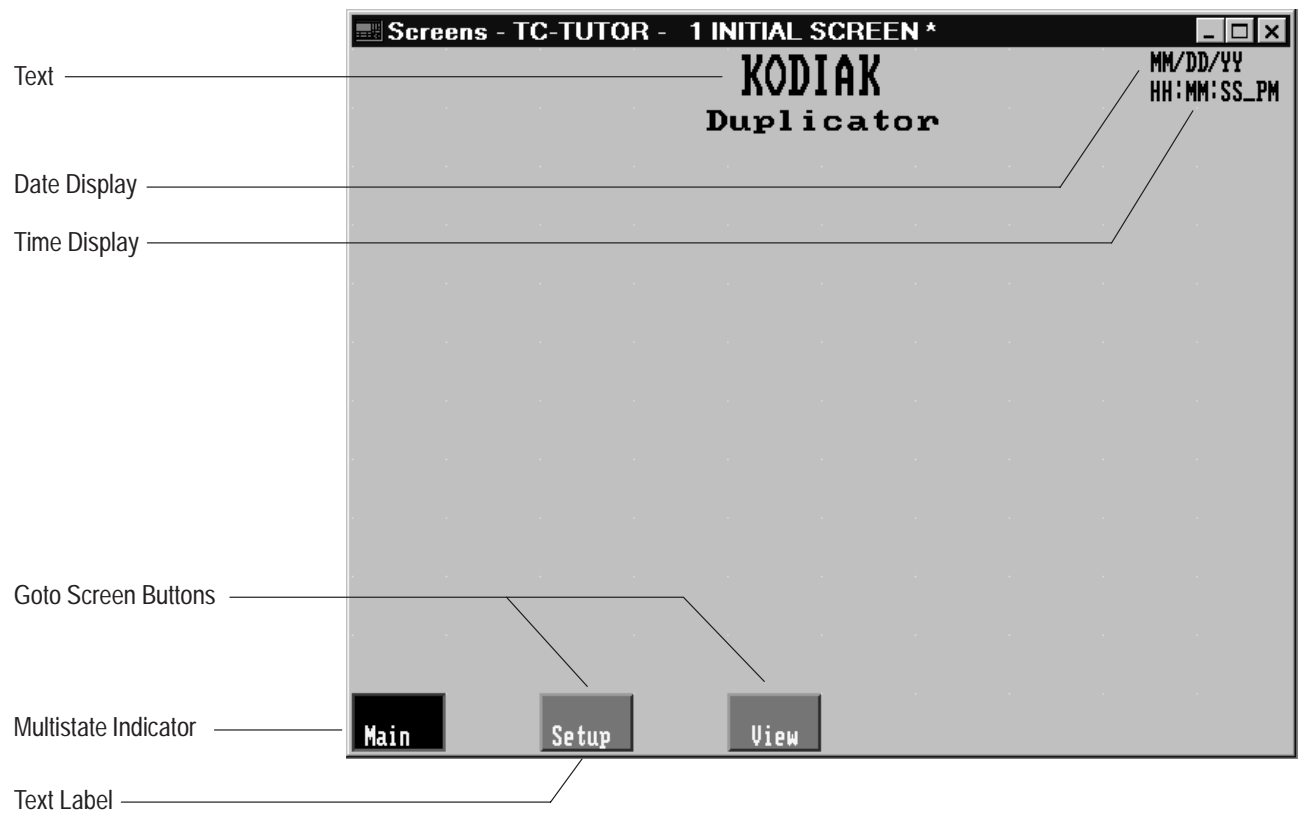 Screens - TC-TUTOR - 1 INITIAL SCREEN *
Text
KODIAK
MM/DD/YY
HH:MM:SS_PM
Duplicator
Date Display
Time Display
Goto Screen Buttons
Multistate Indicator
Main
Setup
View
Text Label